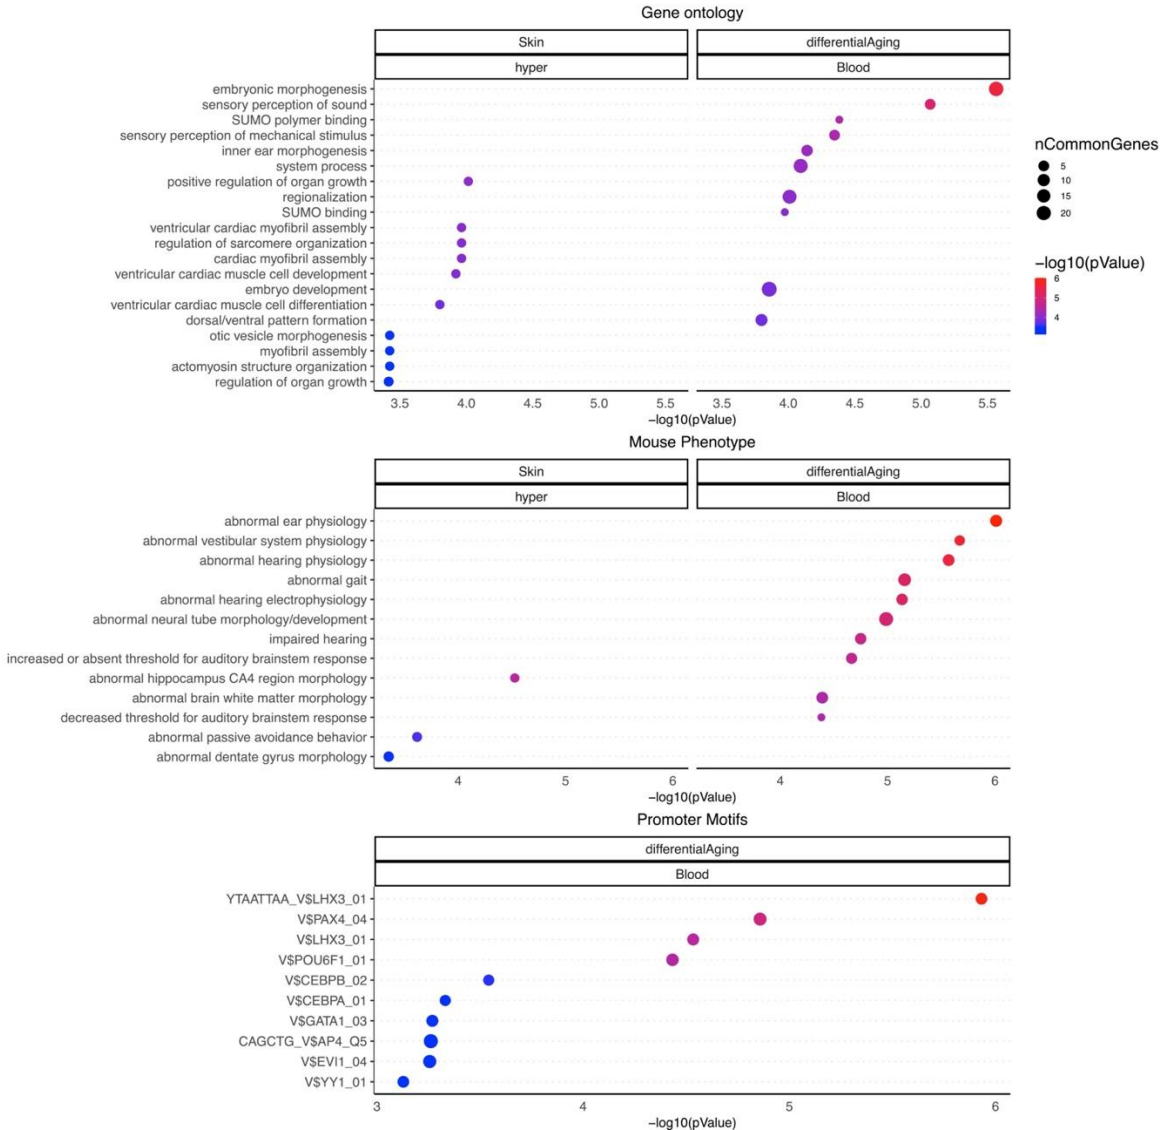 Gene ontology
Skin
differentialAging
hyper
Blood
embryonic morphogenesis
sensory perception of sound
SUMO polymer binding
sensory perception of mechanical stimulus
inner ear morphogenesis
system process
positive regulation of organ growth
regionalization
SUMO binding
ventricular cardiac myofibril assembly
regulation of sarcomere organization
cardiac myofibril assembly
ventricular cardiac muscle cell development
embryo development
ventricular cardiac muscle cell differentiation
dorsal/ventral pattern formation
otic vesicle morphogenesis
myofibril assembly
actomyosin structure organization
regulation of organ growth
3.5 4.0 4.5 5.0 5.5
3.5 4.0 4.5 5.0 5.5
−log10(pValue)
nCommonGenes
5
10
15
20
−log10(pValue)
6
5
4
Mouse Phenotype
Skin
differentialAging
hyper
Blood
abnormal ear physiology
abnormal vestibular system physiology
abnormal hearing physiology
abnormal gait
abnormal hearing electrophysiology
abnormal neural tube morphology/development
impaired hearing
increased or absent threshold for auditory brainstem response
abnormal hippocampus CA4 region morphology
abnormal brain white matter morphology
decreased threshold for auditory brainstem response
abnormal passive avoidance behavior
abnormal dentate gyrus morphology
4 5 6
4 5 6
−log10(pValue)
Promoter Motifs
differentialAging
Blood
YTAATTAA_V$LHX3_01
V$PAX4_04
V$LHX3_01
V$POU6F1_01
V$CEBPB_02
V$CEBPA_01
V$GATA1_03
CAGCTG_V$AP4_Q5
V$EVI1_04
V$YY1_01
3 4 5 6
−log10(pValue)